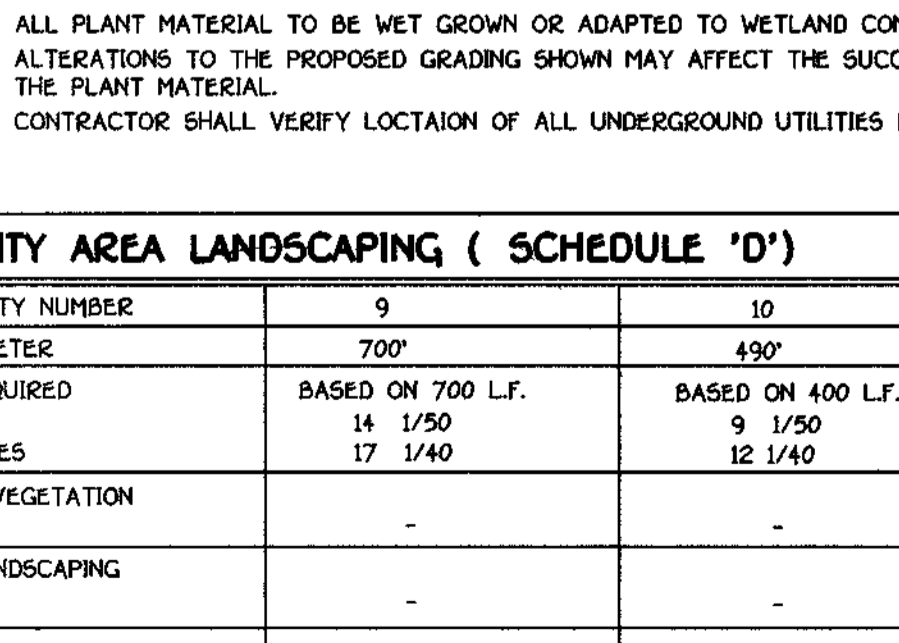 ALL PLANT MATERIAL TO BE WET GROWN OR ADAPTED TO WETLAND CON
ALTERATIONS TO THE PROPOSED GRADING SHOWN MAY AFFECT THE SUCC
THE PLANT MATERIAL.
CONTRACTOR SHALL VERIFY LOCTAION OF ALL UNDERGROUND UTILITIES
ITY AREA LANDSCAPING ( SCHEDULE 'D')
TY NUMBER 9 10
ETER 700' 490'
QUIRED BASED ON 700 L.F. BASED ON 400 L.F.
14 1/50 9 1/50
ES 17 1/40 12 1/40
VEGETATION
- -
NDSCAPING
- -